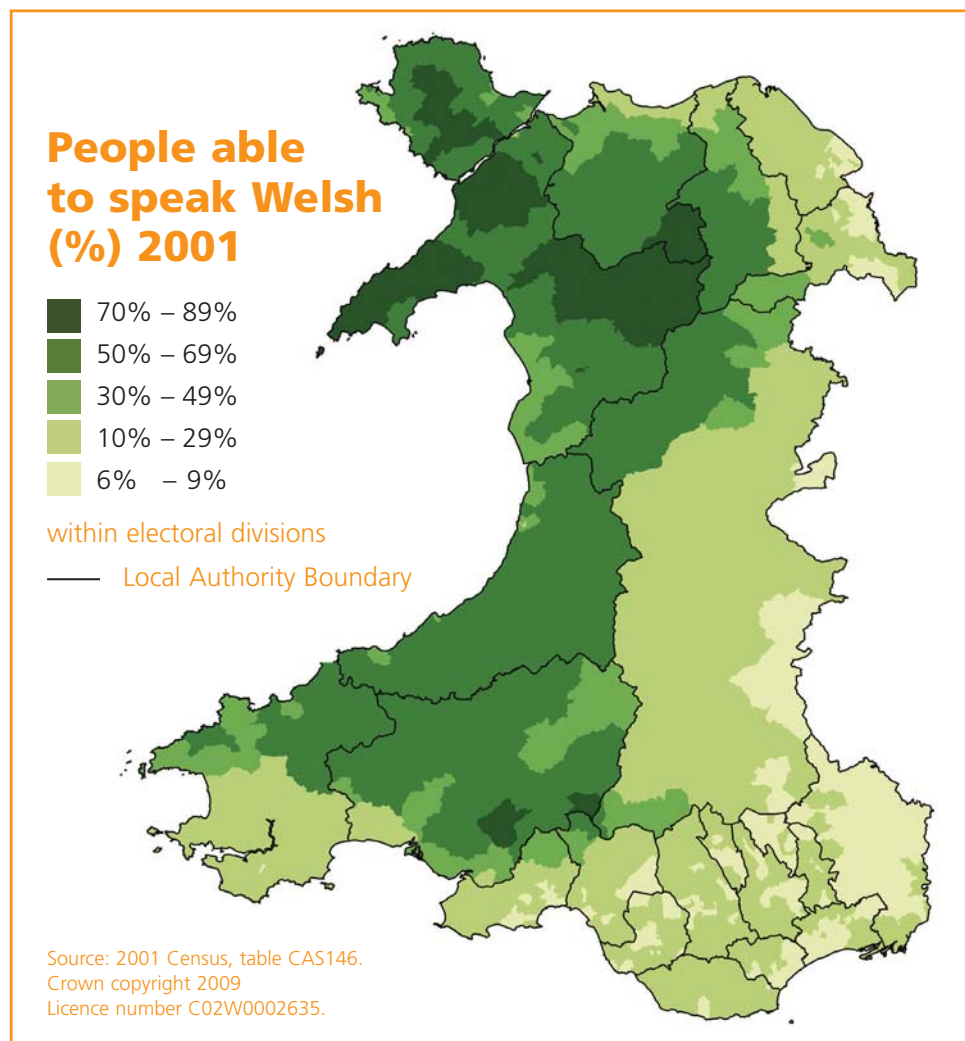 People able
to speak Welsh
(%) 2001
70% – 89%
50% – 69%
30% – 49%
10% – 29%
6% – 9%
within electoral divisions
Local Authority Boundary
Source: 2001 Census, table CAS146.
Crown copyright 2009
Licence number C02W0002635.